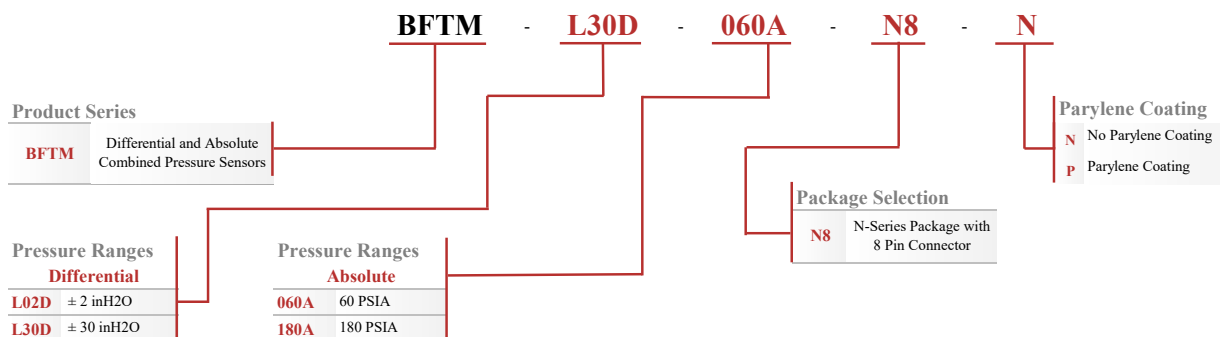 BFTM - L30D - 060A - N8 - N
Product Series
BFTM Differential and Absolute
Combined Pressure Sensors
Parylene Coating
N No Parylene Coating
P Parylene Coating
Package Selection
N8 N-Series Package with
8 Pin Connector
Pressure Ranges
Differential
L02D ± 2 inH2O
L30D ± 30 inH2O
Pressure Ranges
Absolute
060A 60 PSIA
180A 180 PSIA